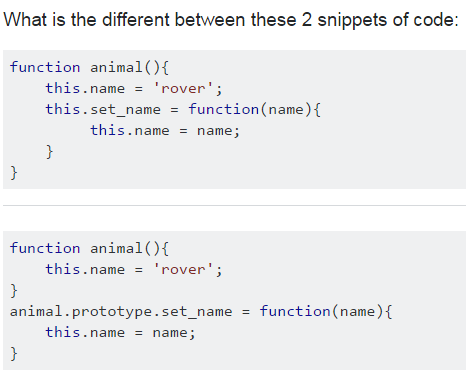 What is the different between these 2 snippets of code:
function animal(){
    this.name = 'rover';
    this.set_name = function(name){
         this.name = name;
    }
}
function animal(){
    this.name = 'rover';
}
animal.prototype.set_name = function(name){
    this.name = name;
}